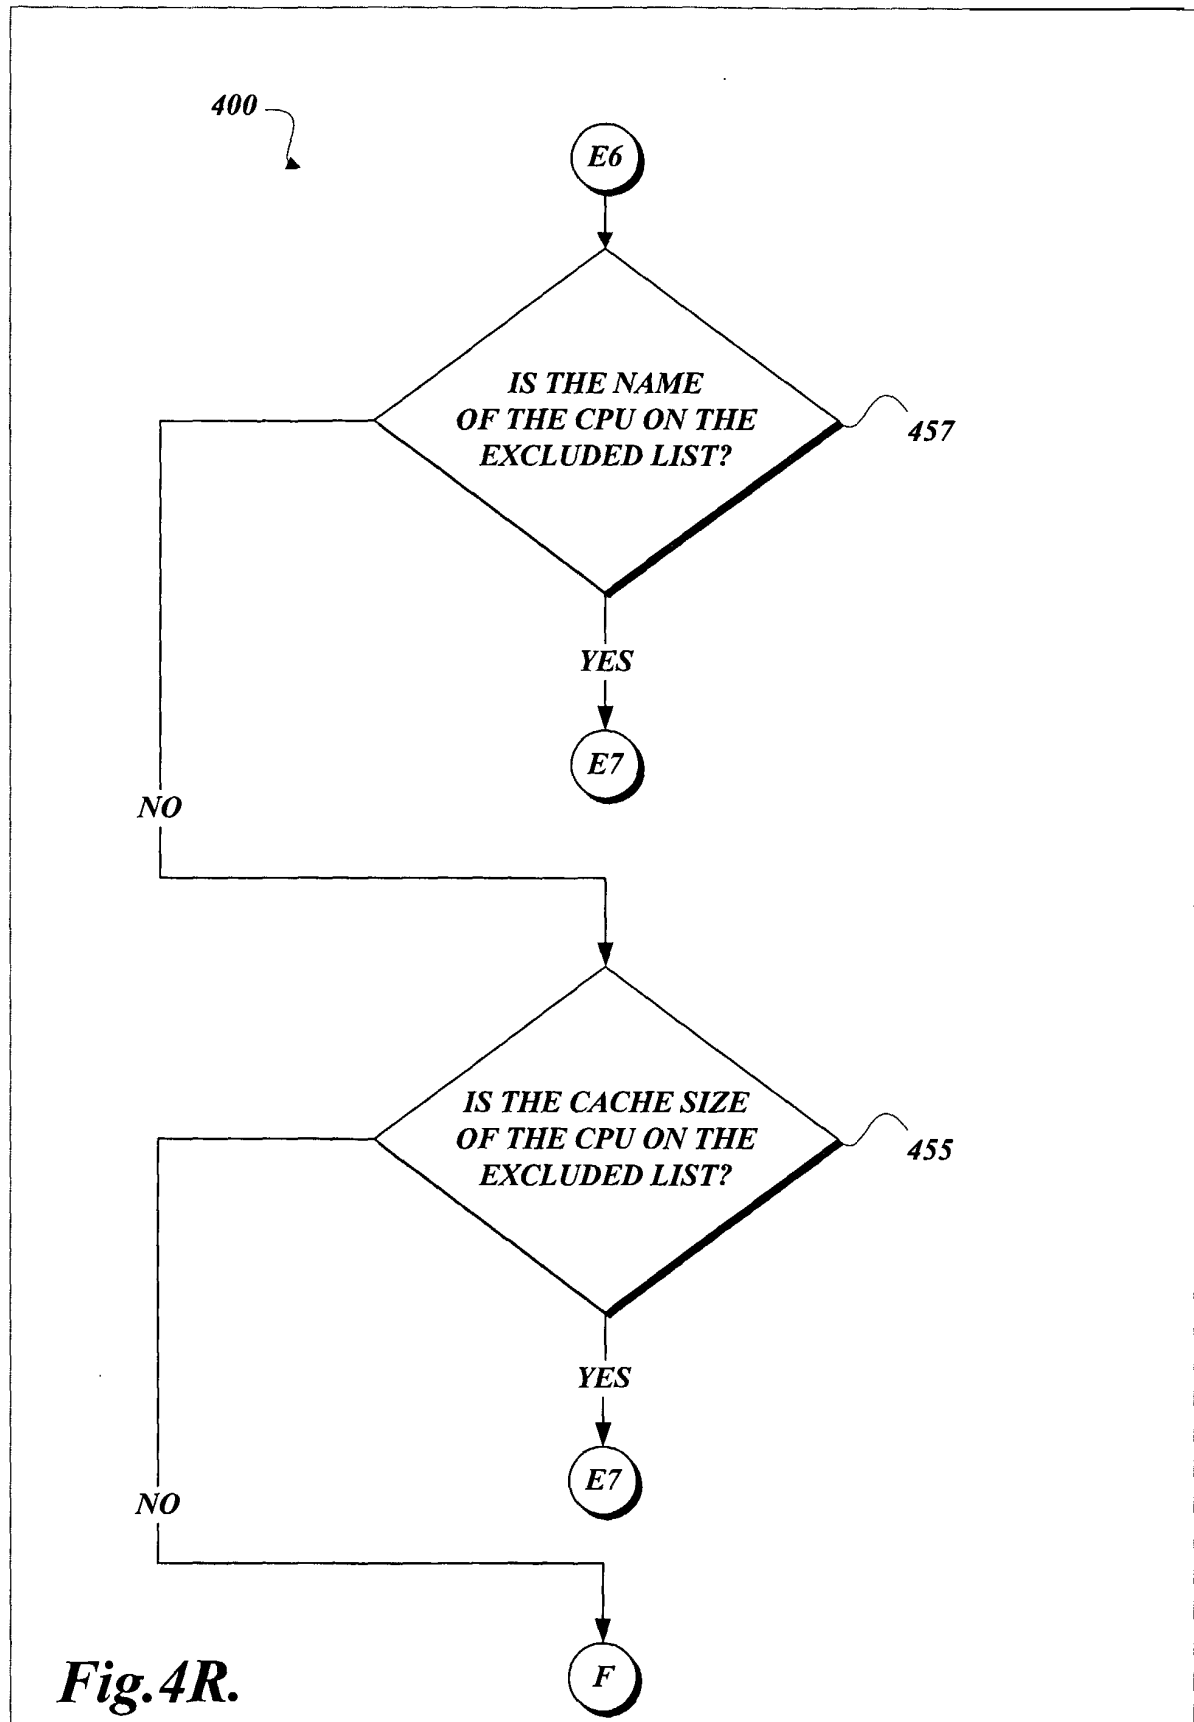 400
E6
IS THE NAME
OF THE CPU ON THE
EXCLUDED LIST?
457
YES
E7
NO
IS THE CACHE SIZE
OF THE CPU ON THE
EXCLUDED LIST?
455
YES
E7
NO
F
Fig.4R.